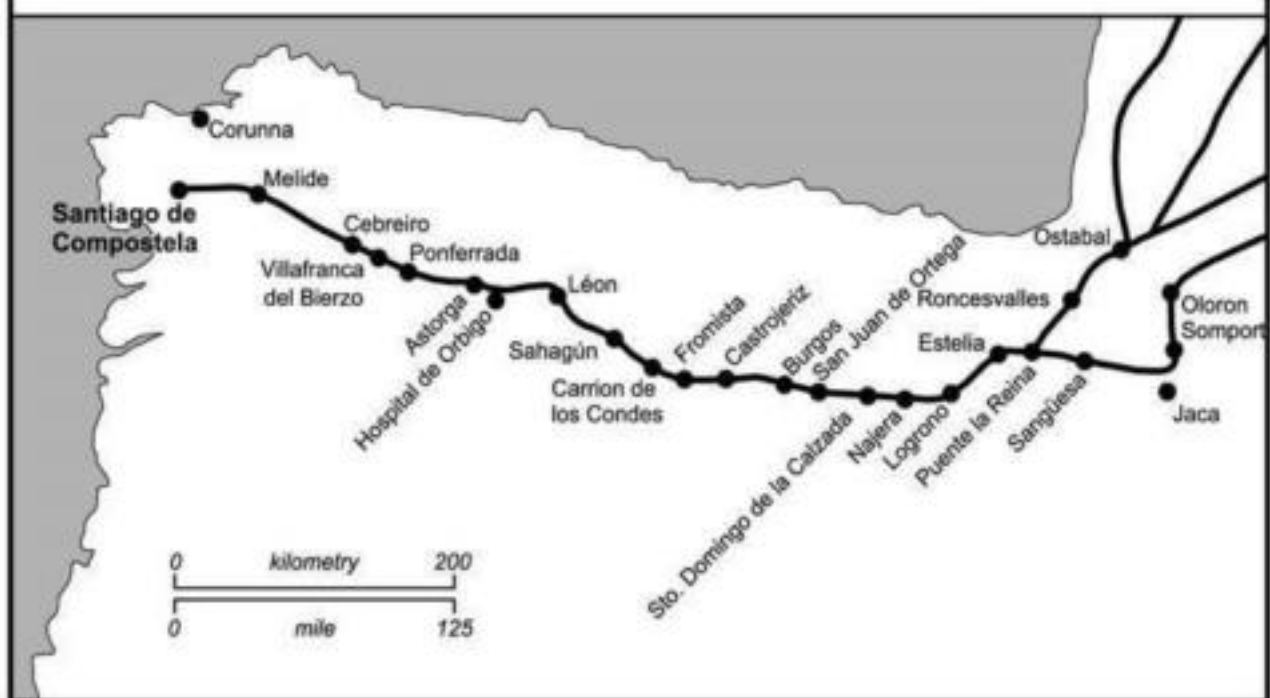 Corunna
Melide
Santiago de
Compostela
Cebreiro
Villafranca
del Bierzo
Ponferrada
Astorga
Hospital de Orbigo
Léon
Sahagún
Carrion de
los Condes
Fromista
Castrojeríz
Burgos
San Juan de Ortega
Sto. Domingo de la Calzada
Najera
Logrono
Estelia
Puente la Reina
Roncesvalles
Ostabal
Sangüesa
Oloron
Somport
Jaca
0 kilometry 200
0 mile 125